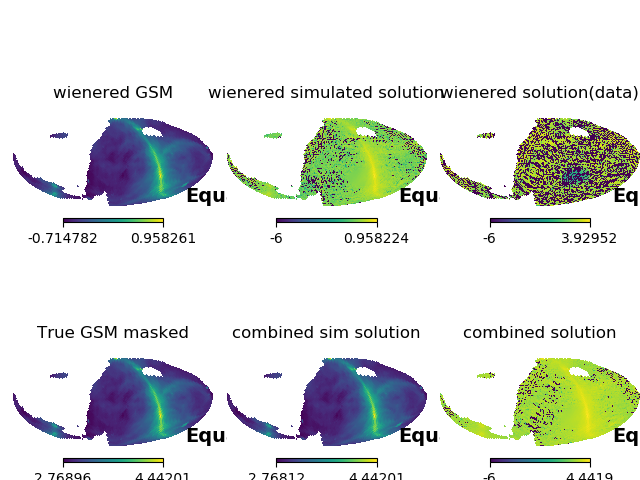 wienered GSM
wienered simulated solution
wienered solution(data)
Equ
Equ
Eq
-0.714782 0.958261
-6 0.958224
-6 3.92952
True GSM masked
combined sim solution
combined solution
Equ
Equ
Eq
2.76896 4.44201
2.76812 4.44201
-6 4.4419